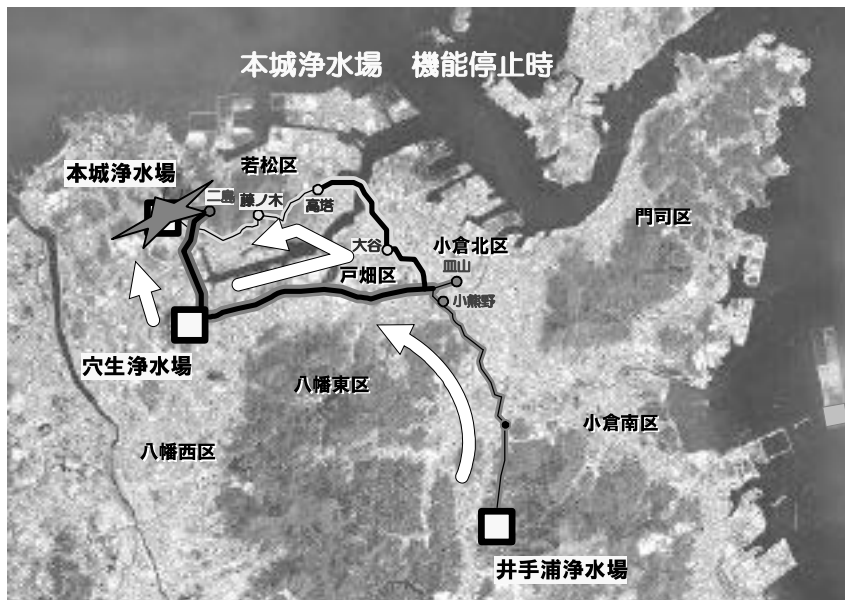 本城浄水場　機能停止時
若松区
本城浄水場
二島
藤ノ木
高塔
門司区
大谷
小倉北区
戸畑区
皿山
小熊野
穴生浄水場
八幡東区
小倉南区
八幡西区
井手浦浄水場